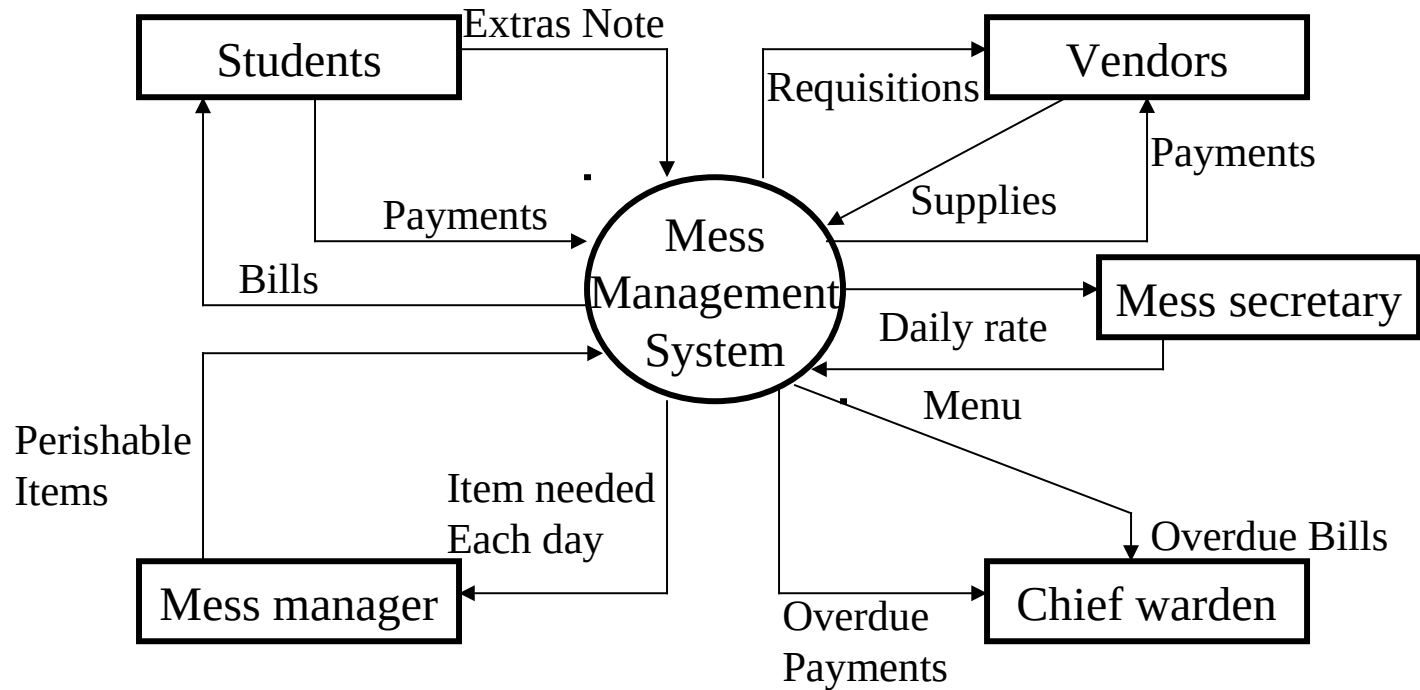 Extras Note
Students
Vendors
Requisitions
Payments
Supplies
Payments
Mess
Management
System
Bills
Mess secretary
Daily rate
Menu
Perishable
Items
Item needed
Each day
Overdue Bills
Mess manager
Chief warden
Overdue
Payments